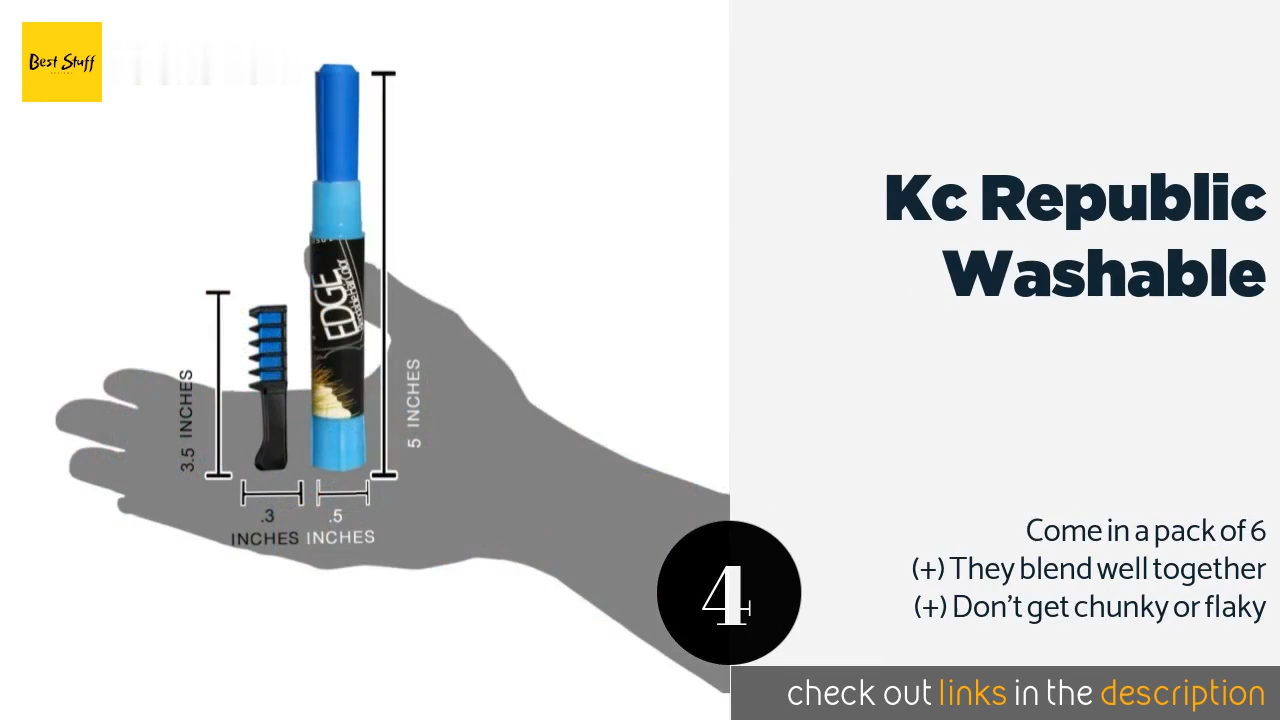 Best Stuff
Kc Republic
Washable
EDGE
3.5 INCHES
5 INCHES
.3
INCHES
.5
INCHES
4
Come in a pack of 6
(+) They blend well together
(+) Don't get chunky or flaky
check out links in the description